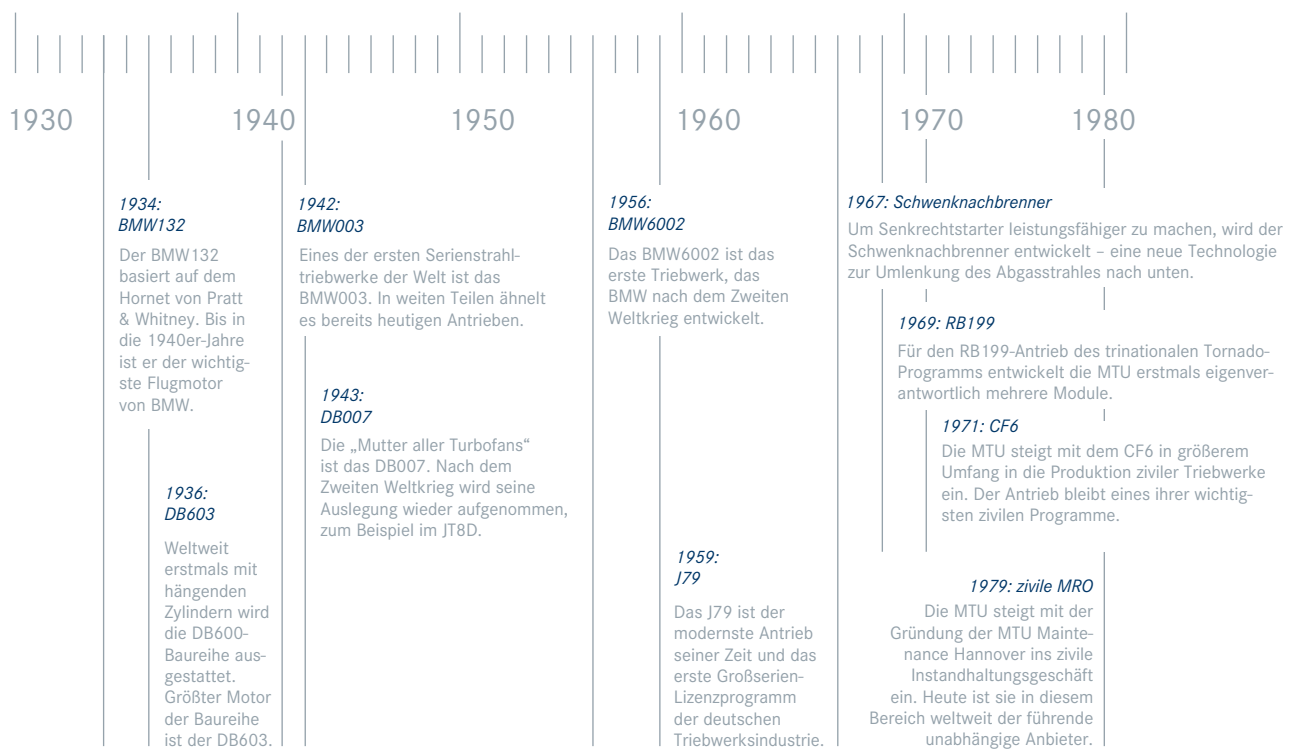 1930 1940 1950 1960 1970 1980
1934:
BMW132
Der BMW132
basiert auf dem
Hornet von Pratt
& Whitney. Bis in
die 1940er-Jahre
ist er der wichtig-
ste Flugmotor
von BMW.
1936:
DB603
Weltweit
erstmals mit
hängenden
Zylindern wird
die DB600-
Baureihe aus-
gestattet.
Größter Motor
der Baureihe
ist der DB603.
1942:
BMW003
Eines der ersten Serienstrahl-
triebwerke der Welt ist das
BMW003. In weiten Teilen ähnelt
es bereits heutigen Antrieben.
1943:
DB007
Die „Mutter aller Turbofans“
ist das DB007. Nach dem
Zweiten Weltkrieg wird seine
Auslegung wieder aufgenommen,
zum Beispiel im JT8D.
1956:
BMW6002
Das BMW6002 ist das
erste Triebwerk, das
BMW nach dem Zweiten
Weltkrieg entwickelt.
1959:
J79
Das J79 ist der
modernste Antrieb
seiner Zeit und das
erste Großserien-
Lizenzprogramm
der deutschen
Triebwerksindustrie.
1967: Schwenknachbrenner
Um Senkrechtstarter leistungsfähiger zu machen, wird der
Schwenknachbrenner entwickelt – eine neue Technologie
zur Umlenkung des Abgasstrahles nach unten.
1969: RB199
Für den RB199-Antrieb des trinationalen Tornado-
Programms entwickelt die MTU erstmals eigenver-
antwortlich mehrere Module.
1971: CF6
Die MTU steigt mit dem CF6 in größerem
Umfang in die Produktion ziviler Triebwerke
ein. Der Antrieb bleibt eines ihrer wichtig-
sten zivilen Programme.
1979: zivile MRO
Die MTU steigt mit der
Gründung der MTU Mainte-
nance Hannover ins zivile
Instandhaltungsgeschäft
ein. Heute ist sie in diesem
Bereich weltweit der führende
unabhängige Anbieter.